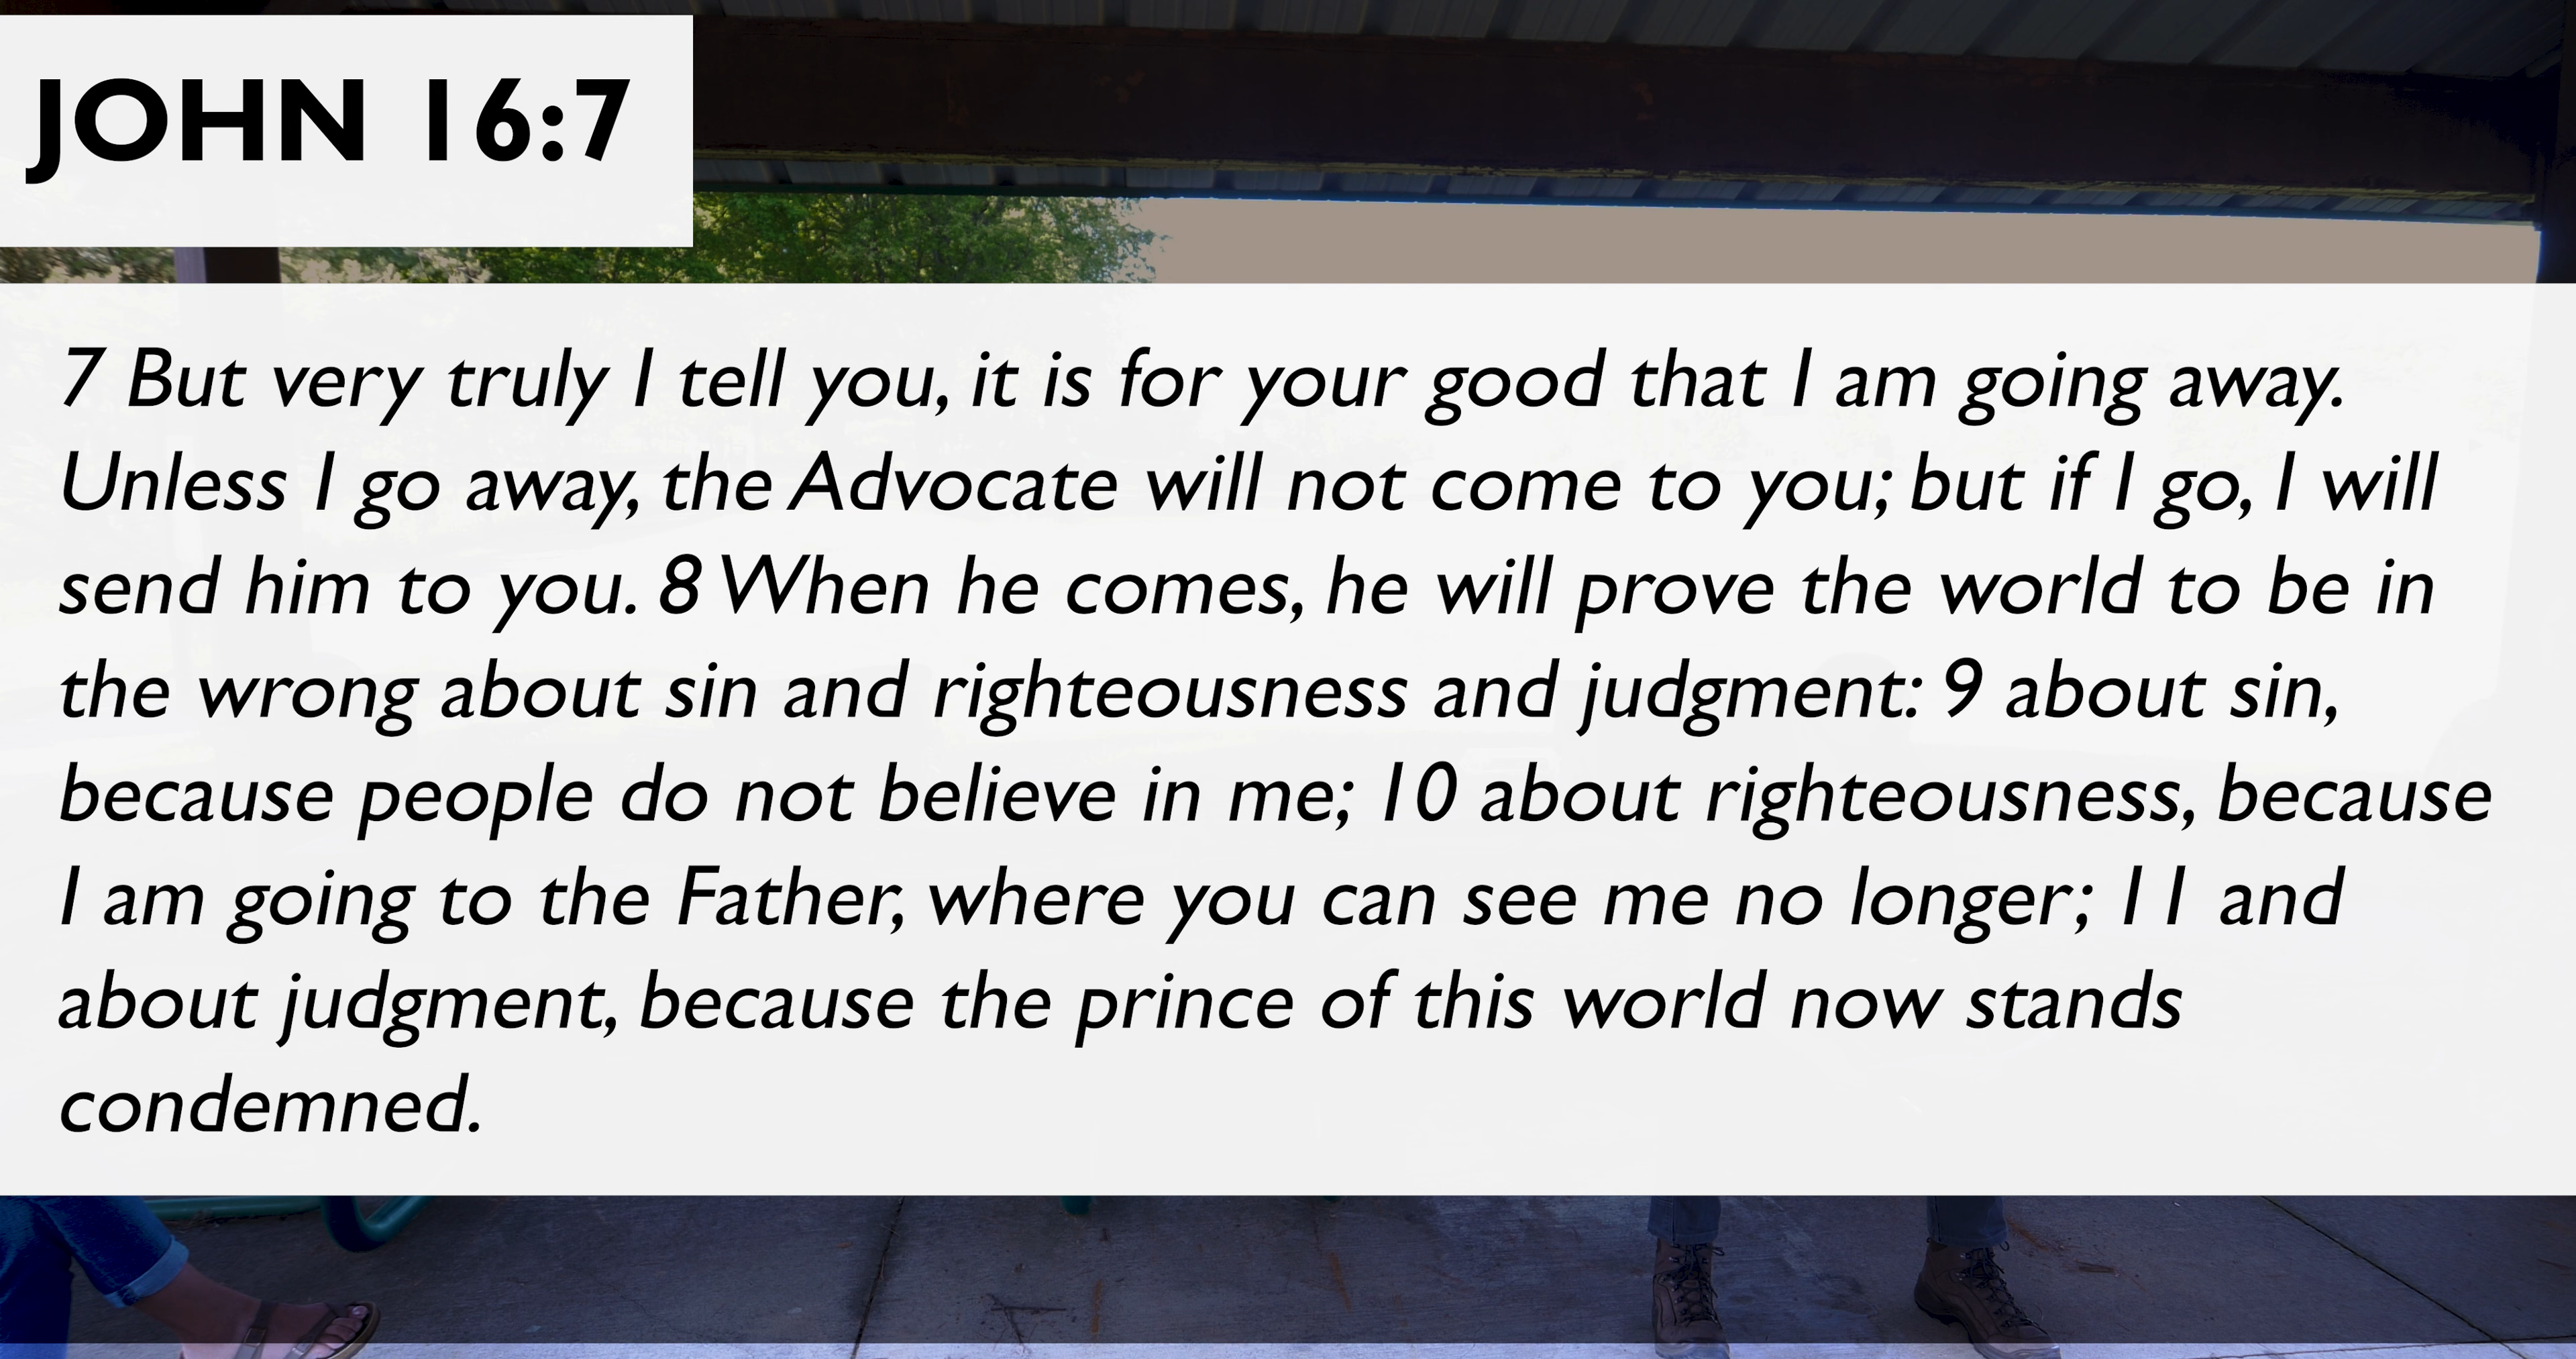 JOHN 16:7
7 But very truly I tell you, it is for your good that I am going away.
Unless I go away, the Advocate will not come to you; but if I go, I will
send him to you. 8 When he comes, he will prove the world to be in
the wrong about sin and righteousness and judgment: 9 about sin,
because people do not believe in me; 10 about righteousness, because
I am going to the Father, where you can see me no longer; 11 and
about judgment, because the prince of this world now stands
condemned.